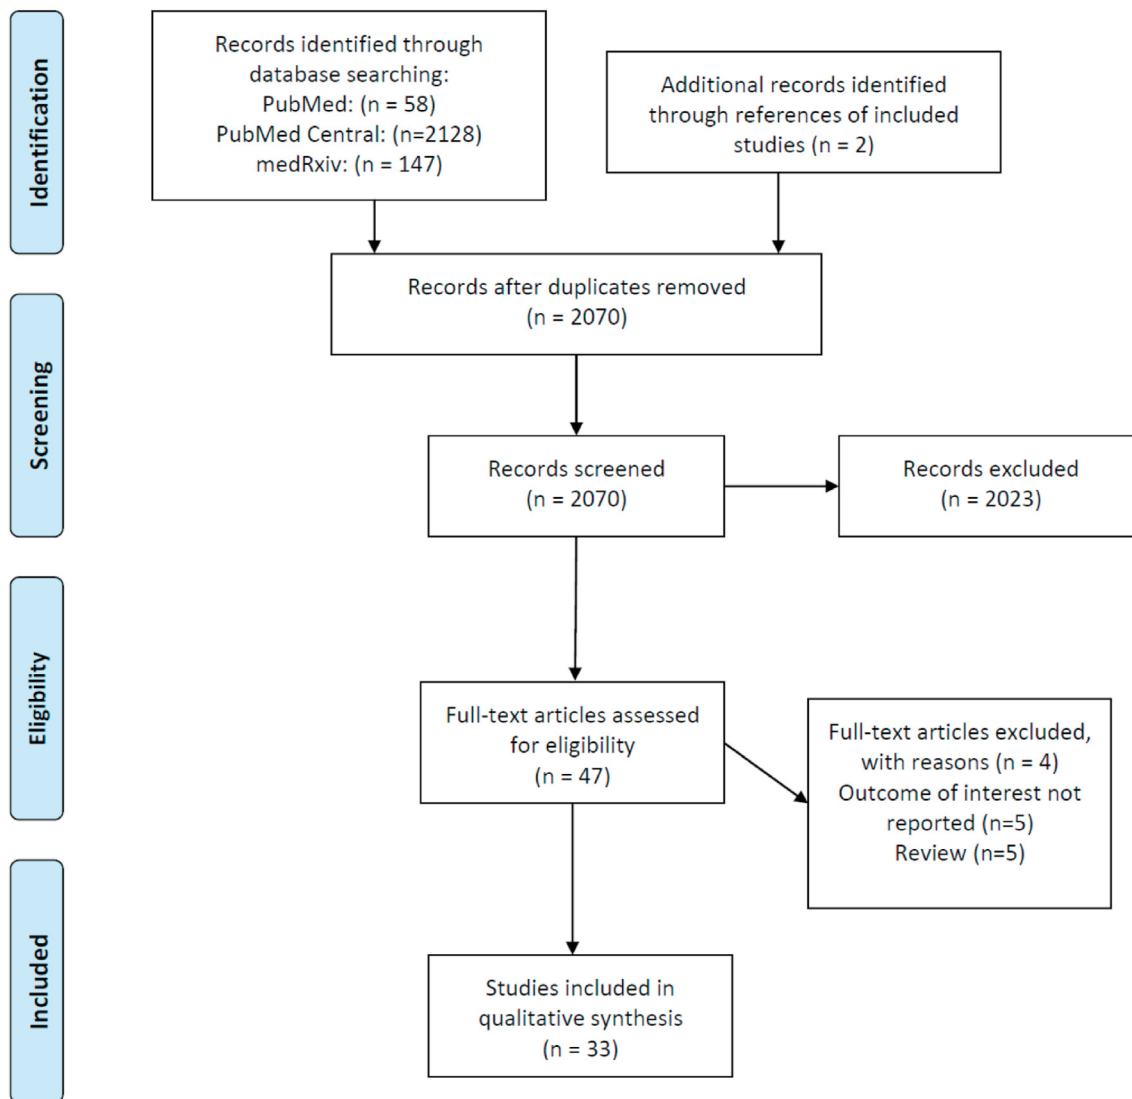 Identification
Records identified through
database searching:
PubMed: (n = 58)
PubMed Central: (n=2128)
medRxiv: (n = 147)
Additional records identified
through references of included
studies (n = 2)
Records after duplicates removed
(n = 2070)
Screening
Records screened
(n = 2070)
Records excluded
(n = 2023)
Eligibility
Full-text articles assessed
for eligibility
(n = 47)
Full-text articles excluded,
with reasons (n = 4)
Outcome of interest not
reported (n=5)
Review (n=5)
Included
Studies included in
qualitative synthesis
(n = 33)